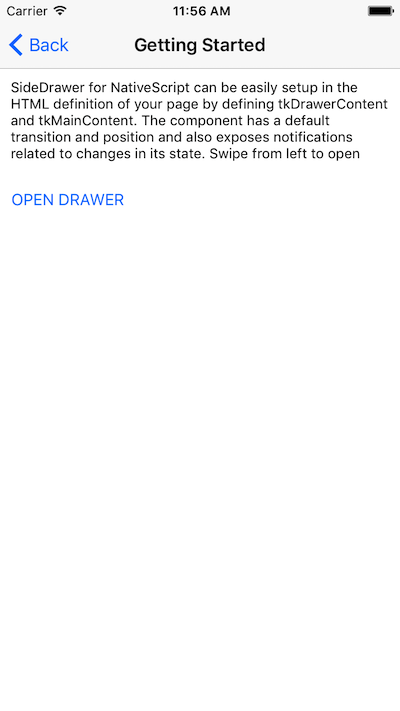 Carrier 11:56 AM
Back Getting Started
SideDrawer for NativeScript can be easily setup in the
HTML definition of your page by defining tkDrawerContent
and tkMainContent. The component has a default
transition and position and also exposes notifications
related to changes in its state. Swipe from left to open
OPEN DRAWER